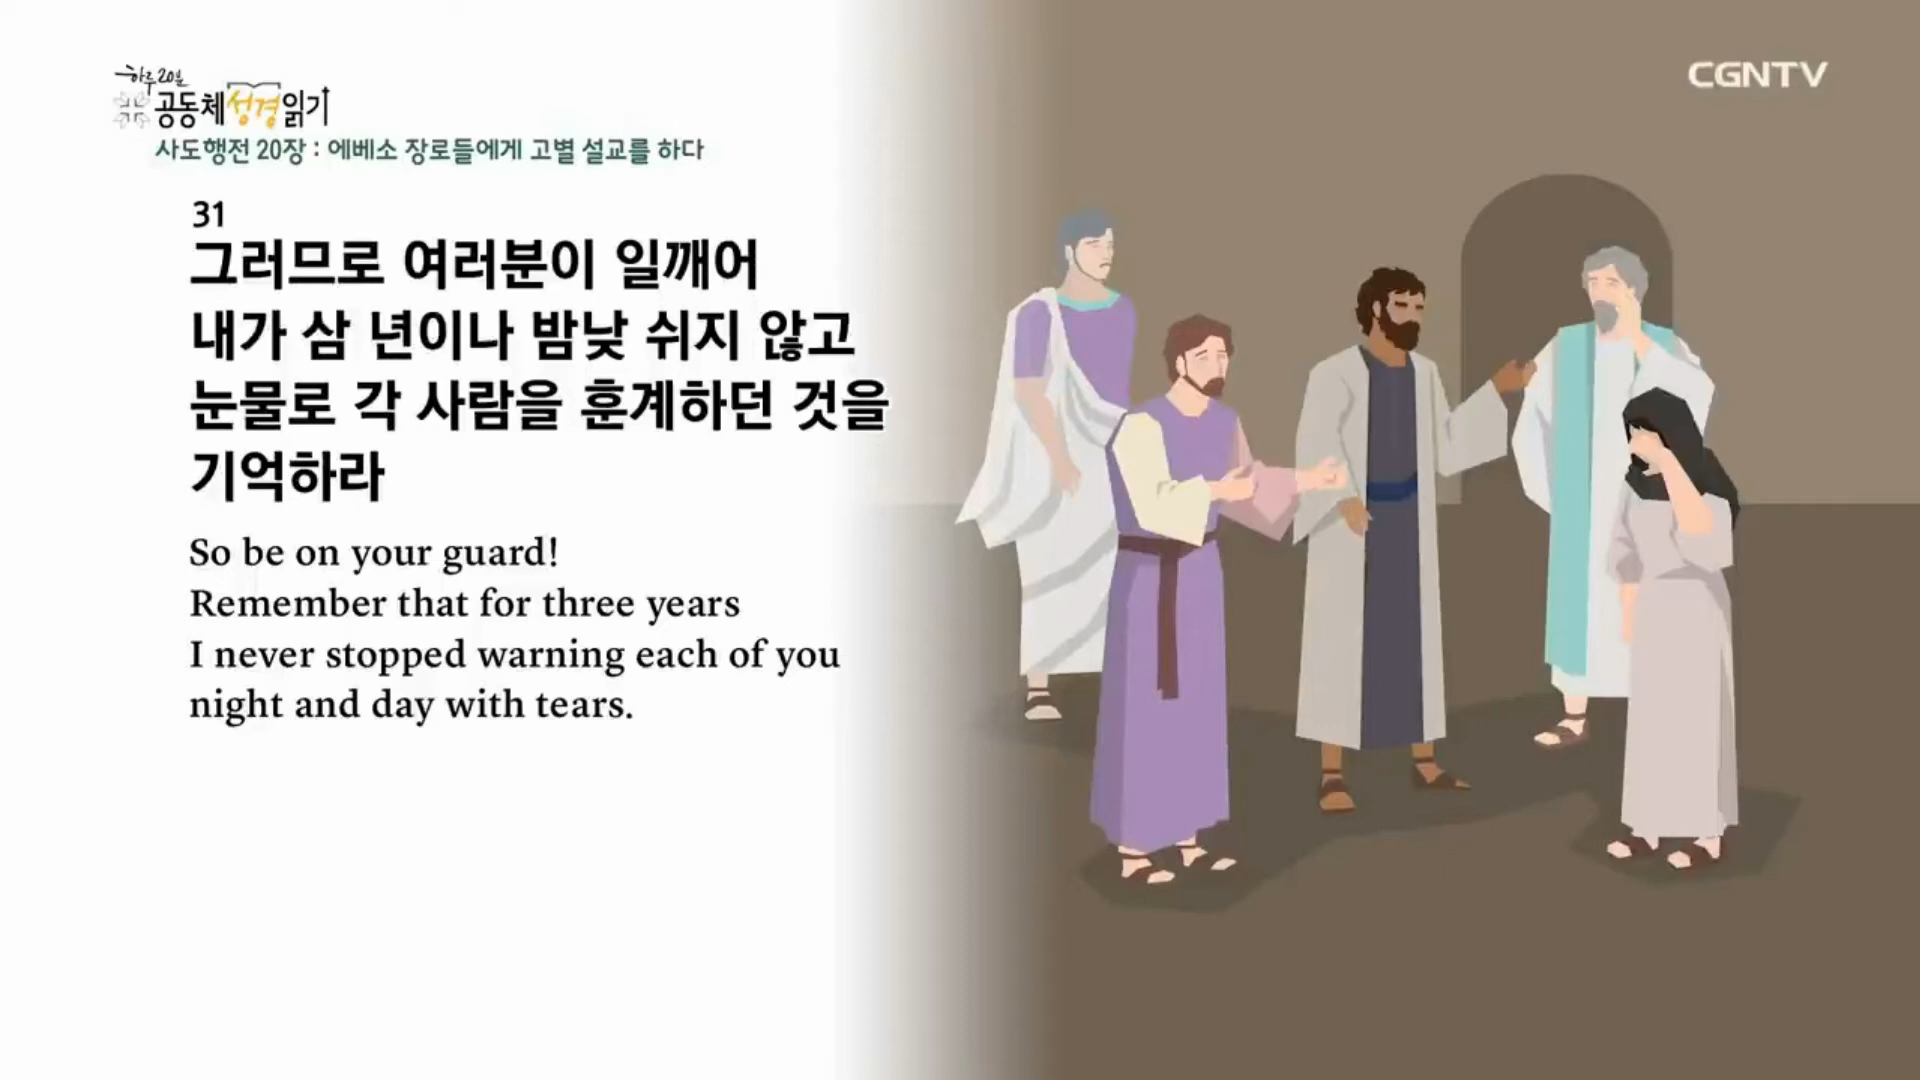 하루 20분
공동체성경읽기
CGNTV
사도행전 20장 : 에베소 장로들에게 고별 설교를 하다
31
그러므로 여러분이 일깨어
내가 삼 년이나 밤낮 쉬지 않고
눈물로 각 사람을 훈계하던 것을
기억하라
So be on your guard!
Remember that for three years
I never stopped warning each of you
night and day with tears.